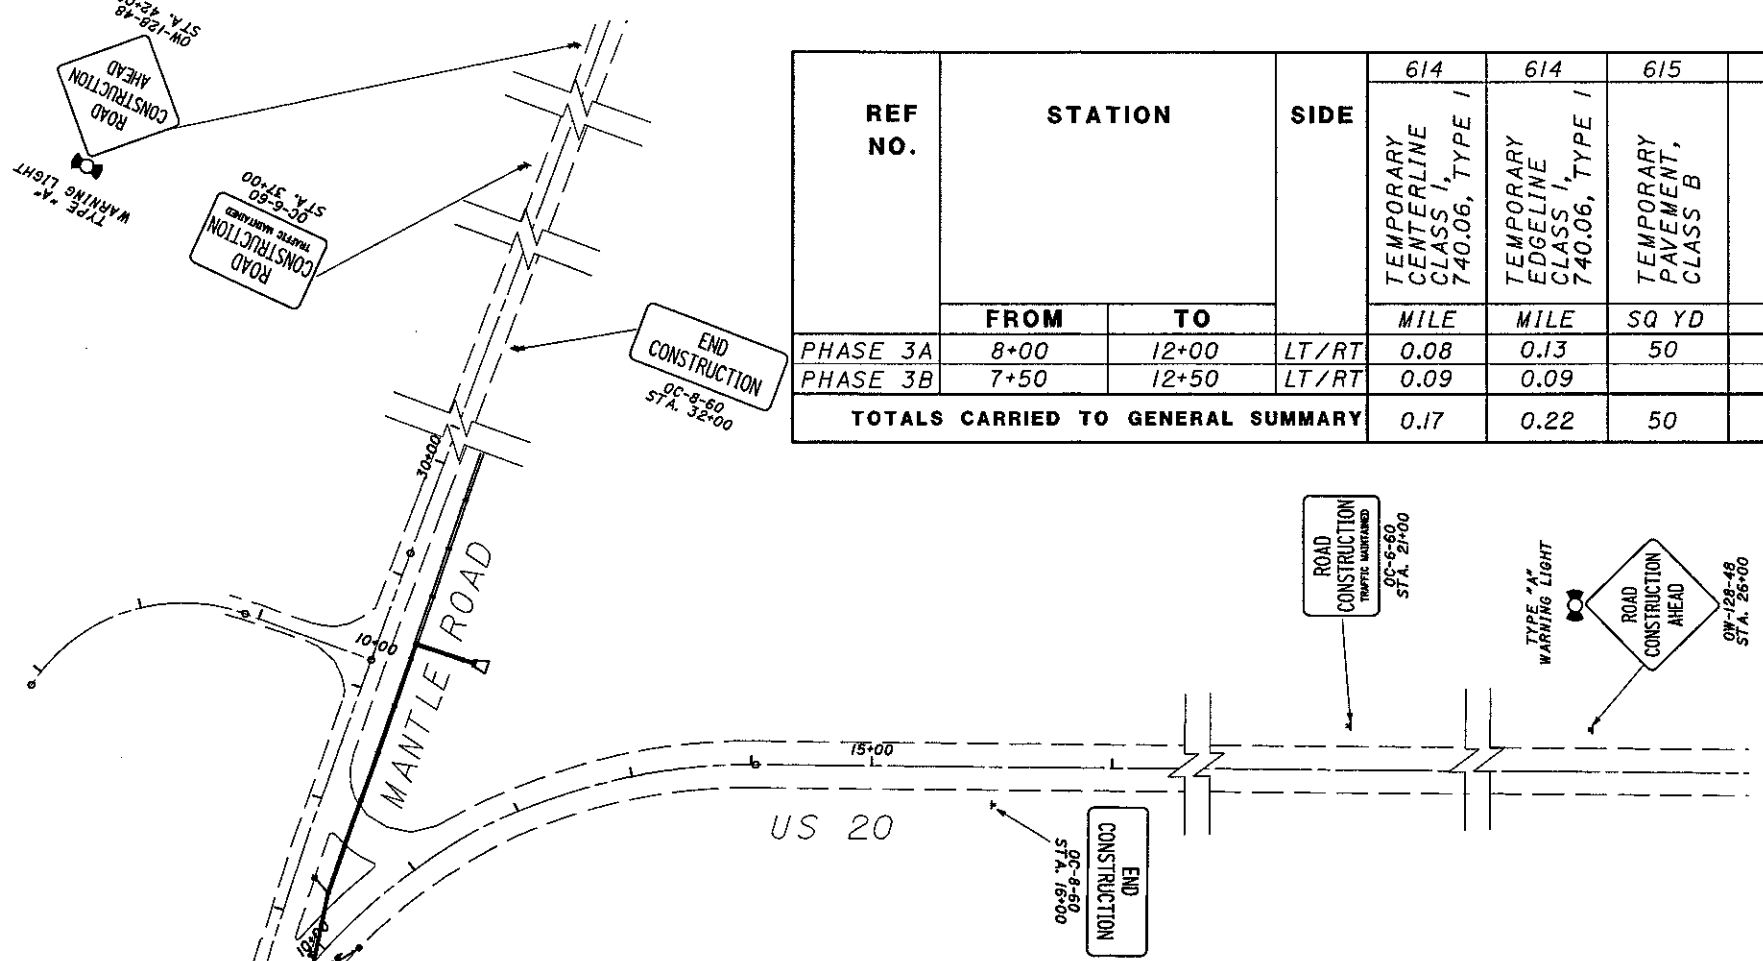 OW-128-48
ROAD
CONSTRUCTION
AHEAD
TYPE "A"
WARNING LIGHT
OC-6-60
STA. 37+00
ROAD
CONSTRUCTION
TRAFFIC MAINTAINED
END
CONSTRUCTION
OC-8-60
STA. 32+00
REF NO. STATION SIDE 614 614 615
TEMPORARY CENTERLINE CLASS 1, 740.06, TYPE 1
TEMPORARY EDGELINE CLASS 1, 740.06, TYPE 1
TEMPORARY PAVEMENT, CLASS B
FROM TO MILE MILE SQ YD
PHASE 3A 8+00 12+00 LT/RT 0.08 0.13 50
PHASE 3B 7+50 12+50 LT/RT 0.09 0.09
TOTALS CARRIED TO GENERAL SUMMARY 0.17 0.22 50
30+00
10+00
MANTLE ROAD
ROAD
CONSTRUCTION
TRAFFIC MAINTAINED
OC-6-60
STA. 21+00
TYPE "A"
WARNING LIGHT
ROAD
CONSTRUCTION
AHEAD
OW-128-48
STA. 26+00
15+00
US 20
END
CONSTRUCTION
OC-8-60
STA. 16+00
10+00